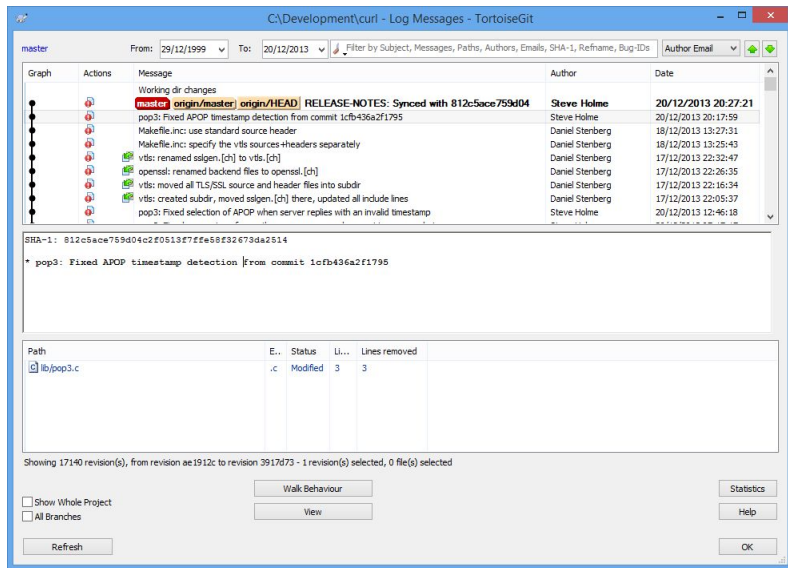 C:\Development\curl - Log Messages - TortoiseGit
master From: 29/12/1999 To: 20/12/2013 Filter by Subject, Messages, Paths, Authors, Emails, SHA-1, Refname, Bug-IDs Author Email
Graph Actions Message Author Date
Working dir changes
master origin/master origin/HEAD RELEASE-NOTES: Synced with 812c5ace759d04 Steve Holme 20/12/2013 20:27:21
pop3: Fixed APOP timestamp detection from commit 1cfb436a2f1795 Steve Holme 20/12/2013 20:17:59
Makefile.inc: use standard source header Daniel Stenberg 18/12/2013 13:27:31
Makefile.inc: specify the vtls sources+headers separately Daniel Stenberg 18/12/2013 13:25:43
vtls: renamed sslgen.[ch] to vtls.[ch] Daniel Stenberg 17/12/2013 22:32:47
openssl: renamed backend files to openssl.[ch] Daniel Stenberg 17/12/2013 22:26:35
vtls: moved all TLS/SSL source and header files into subdir Daniel Stenberg 17/12/2013 22:16:34
vtls: created subdir, moved sslgen.[ch] there, updated all include lines Daniel Stenberg 17/12/2013 22:05:37
pop3: Fixed selection of APOP when server replies with an invalid timestamp Steve Holme 20/12/2013 12:46:18
SHA-1: 812c5ace759d04c2f0513f7ffe58f32673da2514
* pop3: Fixed APOP timestamp detection from commit 1cfb436a2f1795
Path E... Status Li... Lines removed
lib/pop3.c .c Modified 3 3
Showing 17140 revision(s), from revision ae1912c to revision 3917d73 - 1 revision(s) selected, 0 file(s) selected
Walk Behaviour Statistics
Show Whole Project
View Help
All Branches
Refresh OK